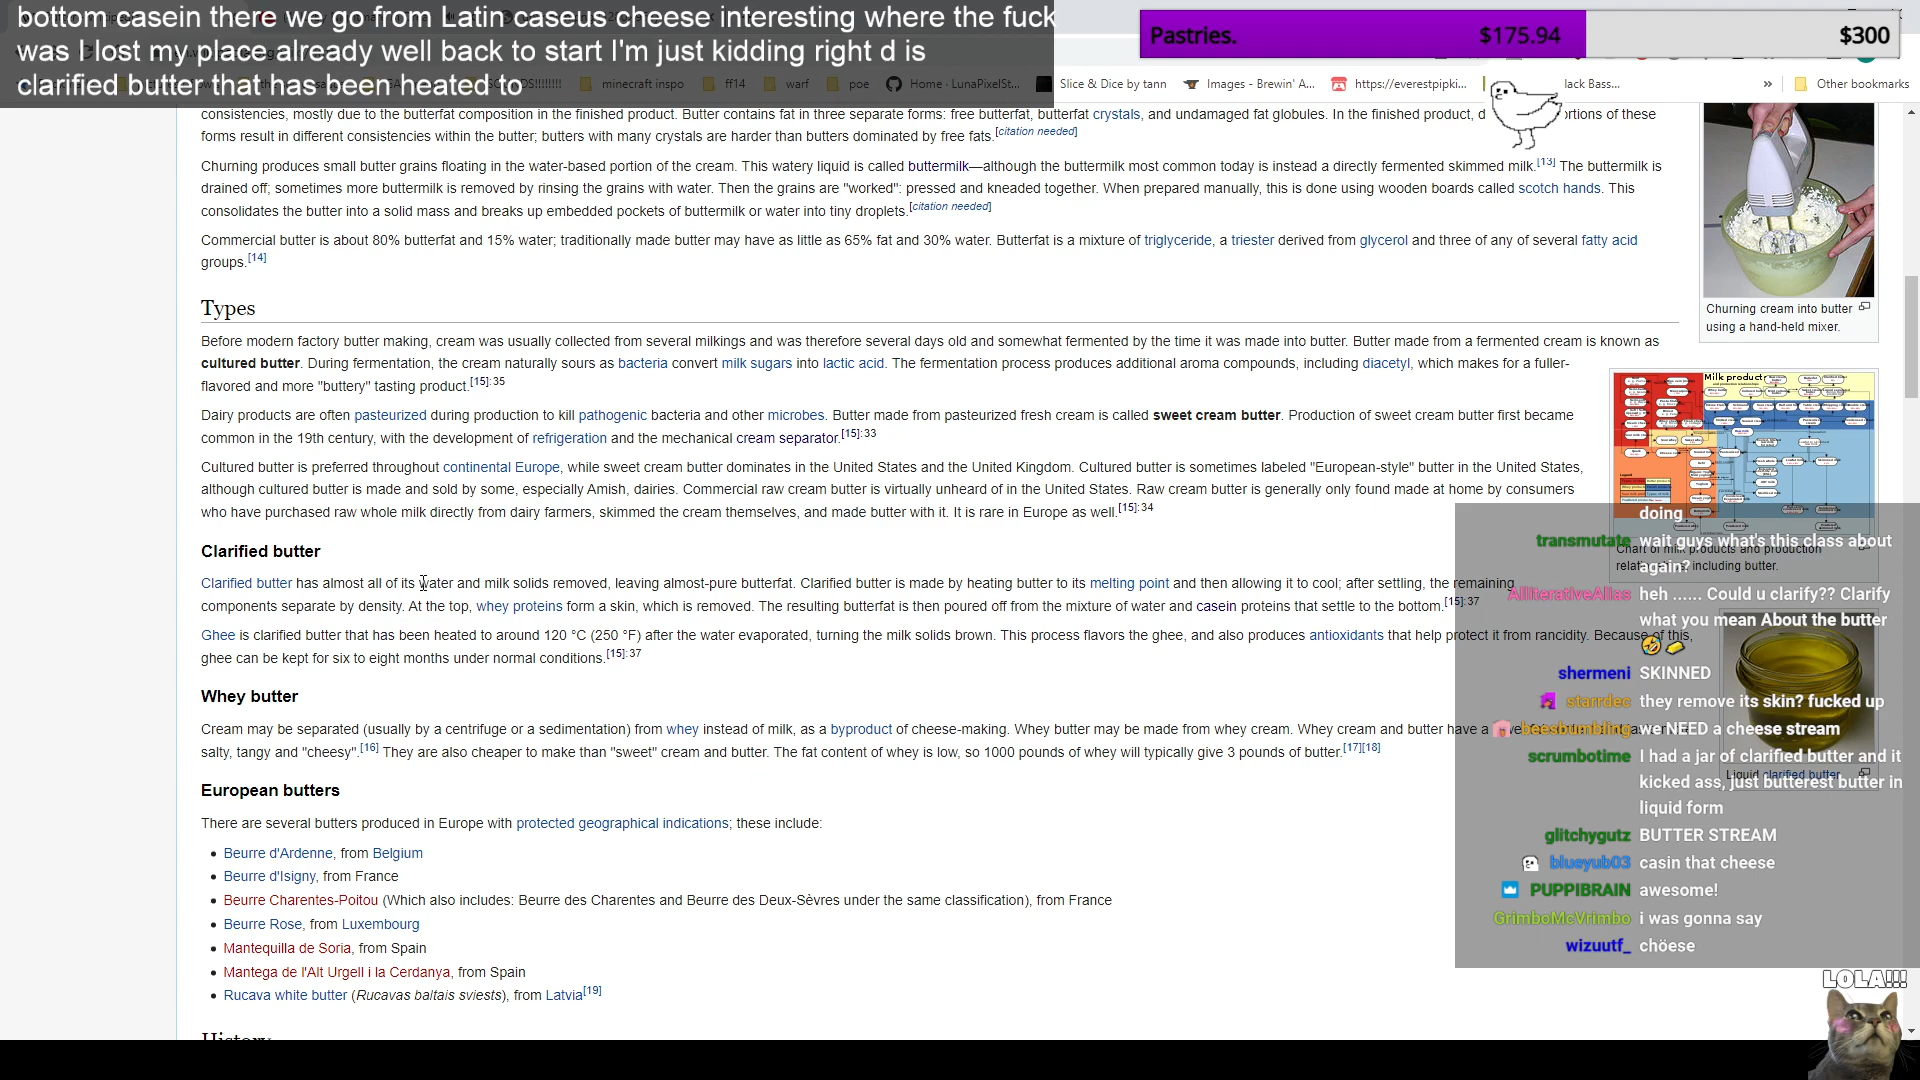 bottom casein there we go from Latin caseus cheese interesting where the fuck
was I lost my place already well back to start I'm just kidding right d is
clarified butter that has been heated to
Pastries. $175.94 $300
minecraft inspo ff14 warf poe Home - LunaPixelSt... Slice & Dice by tann Images - Brewin' A... https://everestpipki... lack Bass... » Other bookmarks
consistencies, mostly due to the butterfat composition in the finished product. Butter contains fat in three separate forms: free butterfat, butterfat crystals, and undamaged fat globules. In the finished product, d ortions of these
forms result in different consistencies within the butter; butters with many crystals are harder than butters dominated by free fats.[citation needed]
Churning produces small butter grains floating in the water-based portion of the cream. This watery liquid is called buttermilk—although the buttermilk most common today is instead a directly fermented skimmed milk.[13] The buttermilk is
drained off; sometimes more buttermilk is removed by rinsing the grains with water. Then the grains are "worked": pressed and kneaded together. When prepared manually, this is done using wooden boards called scotch hands. This
consolidates the butter into a solid mass and breaks up embedded pockets of buttermilk or water into tiny droplets.[citation needed]
Commercial butter is about 80% butterfat and 15% water; traditionally made butter may have as little as 65% fat and 30% water. Butterfat is a mixture of triglyceride, a triester derived from glycerol and three of any of several fatty acid
groups.[14]
Churning cream into butter
using a hand-held mixer.
Types
Before modern factory butter making, cream was usually collected from several milkings and was therefore several days old and somewhat fermented by the time it was made into butter. Butter made from a fermented cream is known as
cultured butter. During fermentation, the cream naturally sours as bacteria convert milk sugars into lactic acid. The fermentation process produces additional aroma compounds, including diacetyl, which makes for a fuller-
flavored and more "buttery" tasting product.[15]:35
Dairy products are often pasteurized during production to kill pathogenic bacteria and other microbes. Butter made from pasteurized fresh cream is called sweet cream butter. Production of sweet cream butter first became
common in the 19th century, with the development of refrigeration and the mechanical cream separator.[15]:33
Cultured butter is preferred throughout continental Europe, while sweet cream butter dominates in the United States and the United Kingdom. Cultured butter is sometimes labeled "European-style" butter in the United States,
although cultured butter is made and sold by some, especially Amish, dairies. Commercial raw cream butter is virtually unheard of in the United States. Raw cream butter is generally only found made at home by consumers
who have purchased raw whole milk directly from dairy farmers, skimmed the cream themselves, and made butter with it. It is rare in Europe as well.[15]:34
Milk products
Chart of milk products and production
including butter.
Clarified butter
Clarified butter has almost all of its water and milk solids removed, leaving almost-pure butterfat. Clarified butter is made by heating butter to its melting point and then allowing it to cool; after settling, the remaining
components separate by density. At the top, whey proteins form a skin, which is removed. The resulting butterfat is then poured off from the mixture of water and casein proteins that settle to the bottom.[15]:37
Ghee is clarified butter that has been heated to around 120 °C (250 °F) after the water evaporated, turning the milk solids brown. This process flavors the ghee, and also produces antioxidants that help protect it from rancidity. Because of this,
ghee can be kept for six to eight months under normal conditions.[15]:37
Liquid clarified butter
Whey butter
Cream may be separated (usually by a centrifuge or a sedimentation) from whey instead of milk, as a byproduct of cheese-making. Whey butter may be made from whey cream. Whey cream and butter have a
salty, tangy and "cheesy".[16] They are also cheaper to make than "sweet" cream and butter. The fat content of whey is low, so 1000 pounds of whey will typically give 3 pounds of butter.[17][18]
European butters
There are several butters produced in Europe with protected geographical indications; these include:
Beurre d'Ardenne, from Belgium
Beurre d'Isigny, from France
Beurre Charentes-Poitou (Which also includes: Beurre des Charentes and Beurre des Deux-Sèvres under the same classification), from France
Beurre Rose, from Luxembourg
Mantequilla de Soria, from Spain
Mantega de l'Alt Urgell i la Cerdanya, from Spain
Rucava white butter (Rucavas baltais sviests), from Latvia[19]
History
doing
transmutate wait guys what's this class about
again?
AlliterativeAlias heh ...... Could u clarify?? Clarify
what you mean About the butter
🤣
shermeni SKINNED
starrdec they remove its skin? fucked up
beesbumbling we NEED a cheese stream
scrumbotime I had a jar of clarified butter and it
kicked ass, just butterest butter in
liquid form
glitchygutz BUTTER STREAM
blueyub03 casin that cheese
PUPPIBRAIN awesome!
GrimboMcVrimbo i was gonna say
wizuutf_ chöese
LOLA!!!